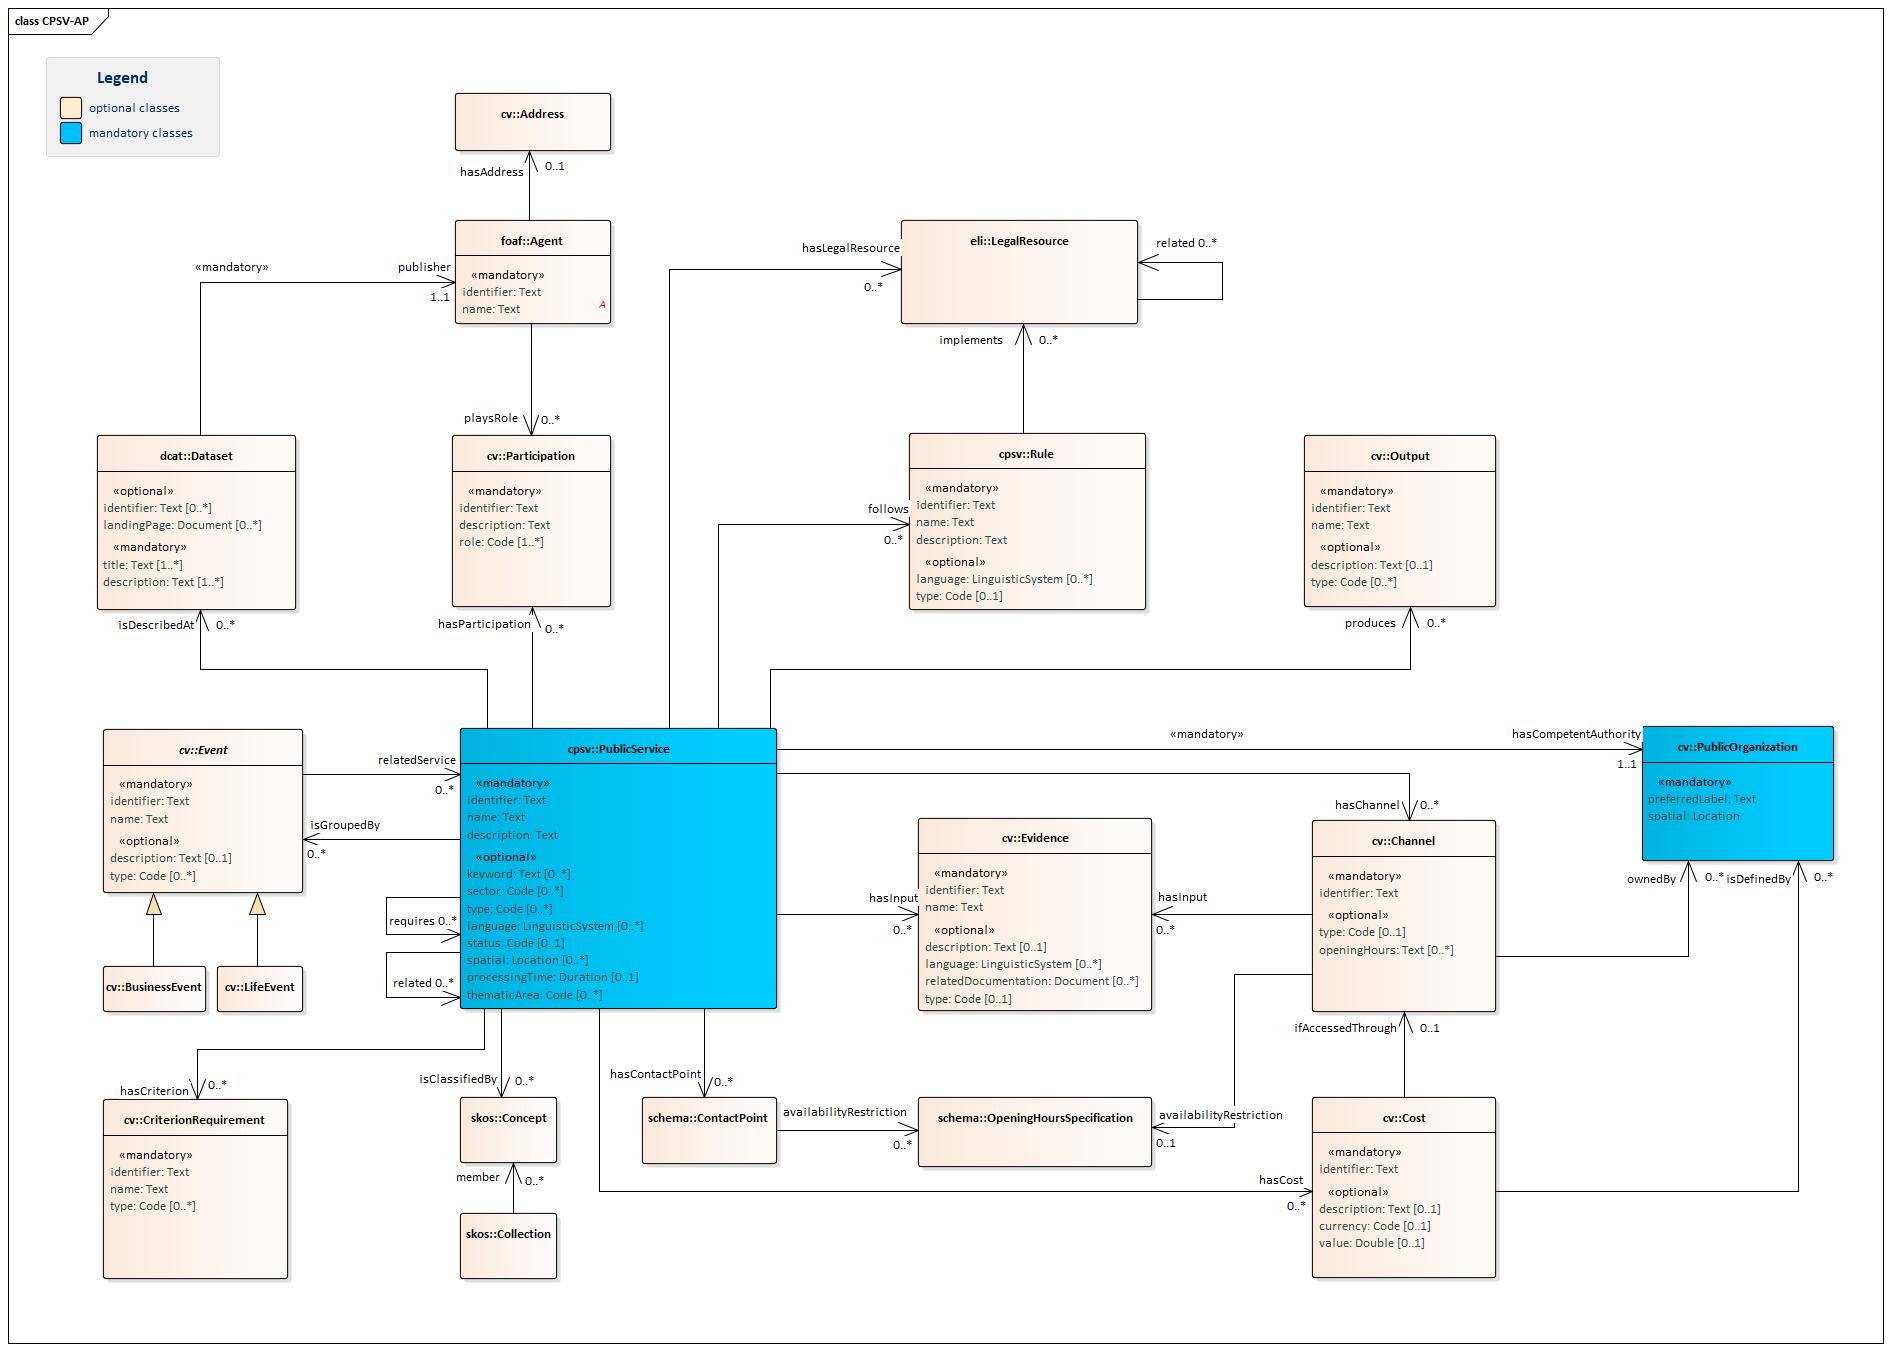 class CPSV-AP
Legend
optional classes
mandatory classes
cv::Address
hasAddress
0..1
foaf::Agent
«mandatory»
identifier: Text
name: Text
A
«mandatory»
publisher
1..1
playsRole
0..*
eli::LegalResource
hasLegalResource
0..*
related 0..*
implements
0..*
dcat::Dataset
«optional»
identifier: Text [0..*]
landingPage: Document [0..*]
«mandatory»
title: Text [1..*]
description: Text [1..*]
isDescribedAt
0..*
cv::Participation
«mandatory»
identifier: Text
description: Text
role: Code [1..*]
hasParticipation
0..*
cpsv::Rule
«mandatory»
identifier: Text
name: Text
description: Text
«optional»
language: LinguisticSystem [0..*]
type: Code [0..1]
follows
0..*
cv::Output
«mandatory»
identifier: Text
name: Text
«optional»
description: Text [0..1]
type: Code [0..*]
produces
0..*
cv::Event
«mandatory»
identifier: Text
name: Text
«optional»
description: Text [0..1]
type: Code [0..*]
relatedService
0..*
isGroupedBy
0..*
cv::BusinessEvent
cv::LifeEvent
cpsv::PublicService
«mandatory»
identifier: Text
name: Text
description: Text
«optional»
keyword: Text [0..*]
sector: Code [0..*]
type: Code [0..*]
language: LinguisticSystem [0..*]
status: Code [0..1]
spatial: Location [0..*]
processingTime: Duration [0..1]
thematicArea: Code [0..*]
requires 0..*
related 0..*
«mandatory»
hasCompetentAuthority
1..1
cv::PublicOrganization
«mandatory»
preferredLabel: Text
spatial: Location
ownedBy
0..*
isDefinedBy
0..*
hasChannel
0..*
cv::Evidence
«mandatory»
identifier: Text
name: Text
«optional»
description: Text [0..1]
language: LinguisticSystem [0..*]
relatedDocumentation: Document [0..*]
type: Code [0..1]
hasInput
0..*
hasInput
0..*
cv::Channel
«mandatory»
identifier: Text
«optional»
type: Code [0..1]
openingHours: Text [0..*]
ifAccessedThrough
0..1
hasCriterion
0..*
cv::CriterionRequirement
«mandatory»
identifier: Text
name: Text
type: Code [0..*]
isClassifiedBy
0..*
skos::Concept
member
0..*
skos::Collection
hasContactPoint
0..*
schema::ContactPoint
availabilityRestriction
0..*
schema::OpeningHoursSpecification
availabilityRestriction
0..1
hasCost
0..*
cv::Cost
«mandatory»
identifier: Text
«optional»
description: Text [0..1]
currency: Code [0..1]
value: Double [0..1]